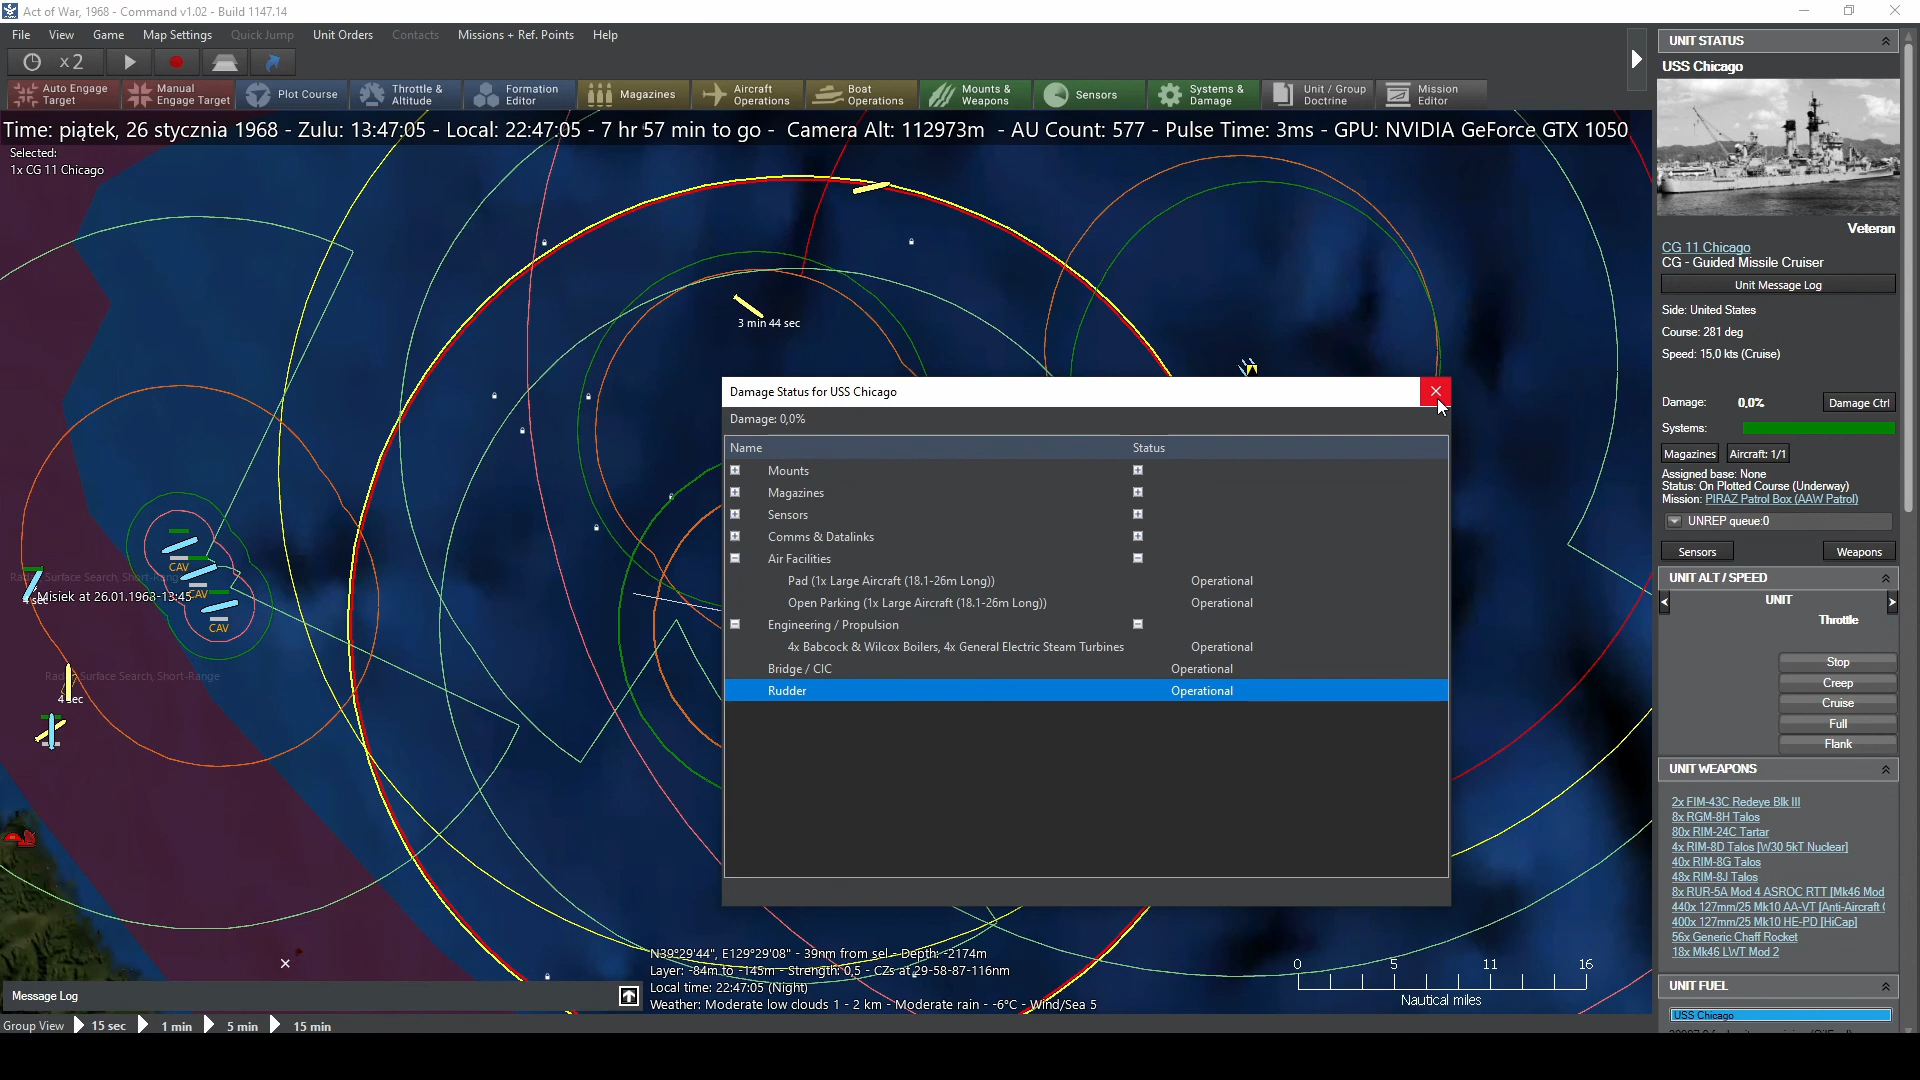 Act of War, 1968 - Command v1.02 - Build 1147.14
File View Game Map Settings Quick Jump Unit Orders Contacts Missions + Ref. Points Help
x 2
Auto Engage Target
Manual Engage Target
Plot Course
Throttle & Altitude
Formation Editor
Magazines
Aircraft Operations
Boat Operations
Mounts & Weapons
Sensors
Systems & Damage
Unit / Group Doctrine
Mission Editor
Time: piątek, 26 stycznia 1968 - Zulu: 13:47:05 - Local: 22:47:05 - 7 hr 57 min to go - Camera Alt: 112973m - AU Count: 577 - Pulse Time: 3ms - GPU: NVIDIA GeForce GTX 1050
Selected:
1x CG 11 Chicago
3 min 44 sec
CAV
Surface Search, Short-Range
4 sec
Misiek at 26.01.1968-13:45
CAV
CAV
Surface Search, Short-Range
4 sec
Damage Status for USS Chicago
Damage: 0,0%
Name Status
Mounts
Magazines
Sensors
Comms & Datalinks
Air Facilities
Pad (1x Large Aircraft (18.1-26m Long)) Operational
Open Parking (1x Large Aircraft (18.1-26m Long)) Operational
Engineering / Propulsion
4x Babcock & Wilcox Boilers, 4x General Electric Steam Turbines Operational
Bridge / CIC Operational
Rudder Operational
N39°29'44", E129°29'08" - 39nm from sel - Depth: -2174m
Layer: -84m to -145m - Strength: 0,5 - CZs at 29-58-87-116nm
Local time: 22:47:05 (Night)
Weather: Moderate low clouds 1 - 2 km - Moderate rain - -6°C - Wind/Sea 5
0 5 11 16
Nautical miles
Message Log
Group View 15 sec 1 min 5 min 15 min
UNIT STATUS
USS Chicago
Veteran
CG 11 Chicago
CG - Guided Missile Cruiser
Unit Message Log
Side: United States
Course: 281 deg
Speed: 15,0 kts (Cruise)
Damage: 0,0% Damage Ctrl
Systems:
Magazines Aircraft: 1/1
Assigned base: None
Status: On Plotted Course (Underway)
Mission: PIRAZ Patrol Box (AAW Patrol)
UNREP queue:0
Sensors Weapons
UNIT ALT / SPEED
UNIT
Throttle
Stop
Creep
Cruise
Full
Flank
UNIT WEAPONS
2x FIM-43C Redeye Blk III
8x RGM-8H Talos
80x RIM-24C Tartar
4x RIM-8D Talos [W30 5kT Nuclear]
40x RIM-8G Talos
48x RIM-8J Talos
8x RUR-5A Mod 4 ASROC RTT [Mk46 Mod
440x 127mm/25 Mk10 AA-VT [Anti-Aircraft (
400x 127mm/25 Mk10 HE-PD [HiCap]
56x Generic Chaff Rocket
18x Mk46 LWT Mod 2
UNIT FUEL
USS Chicago